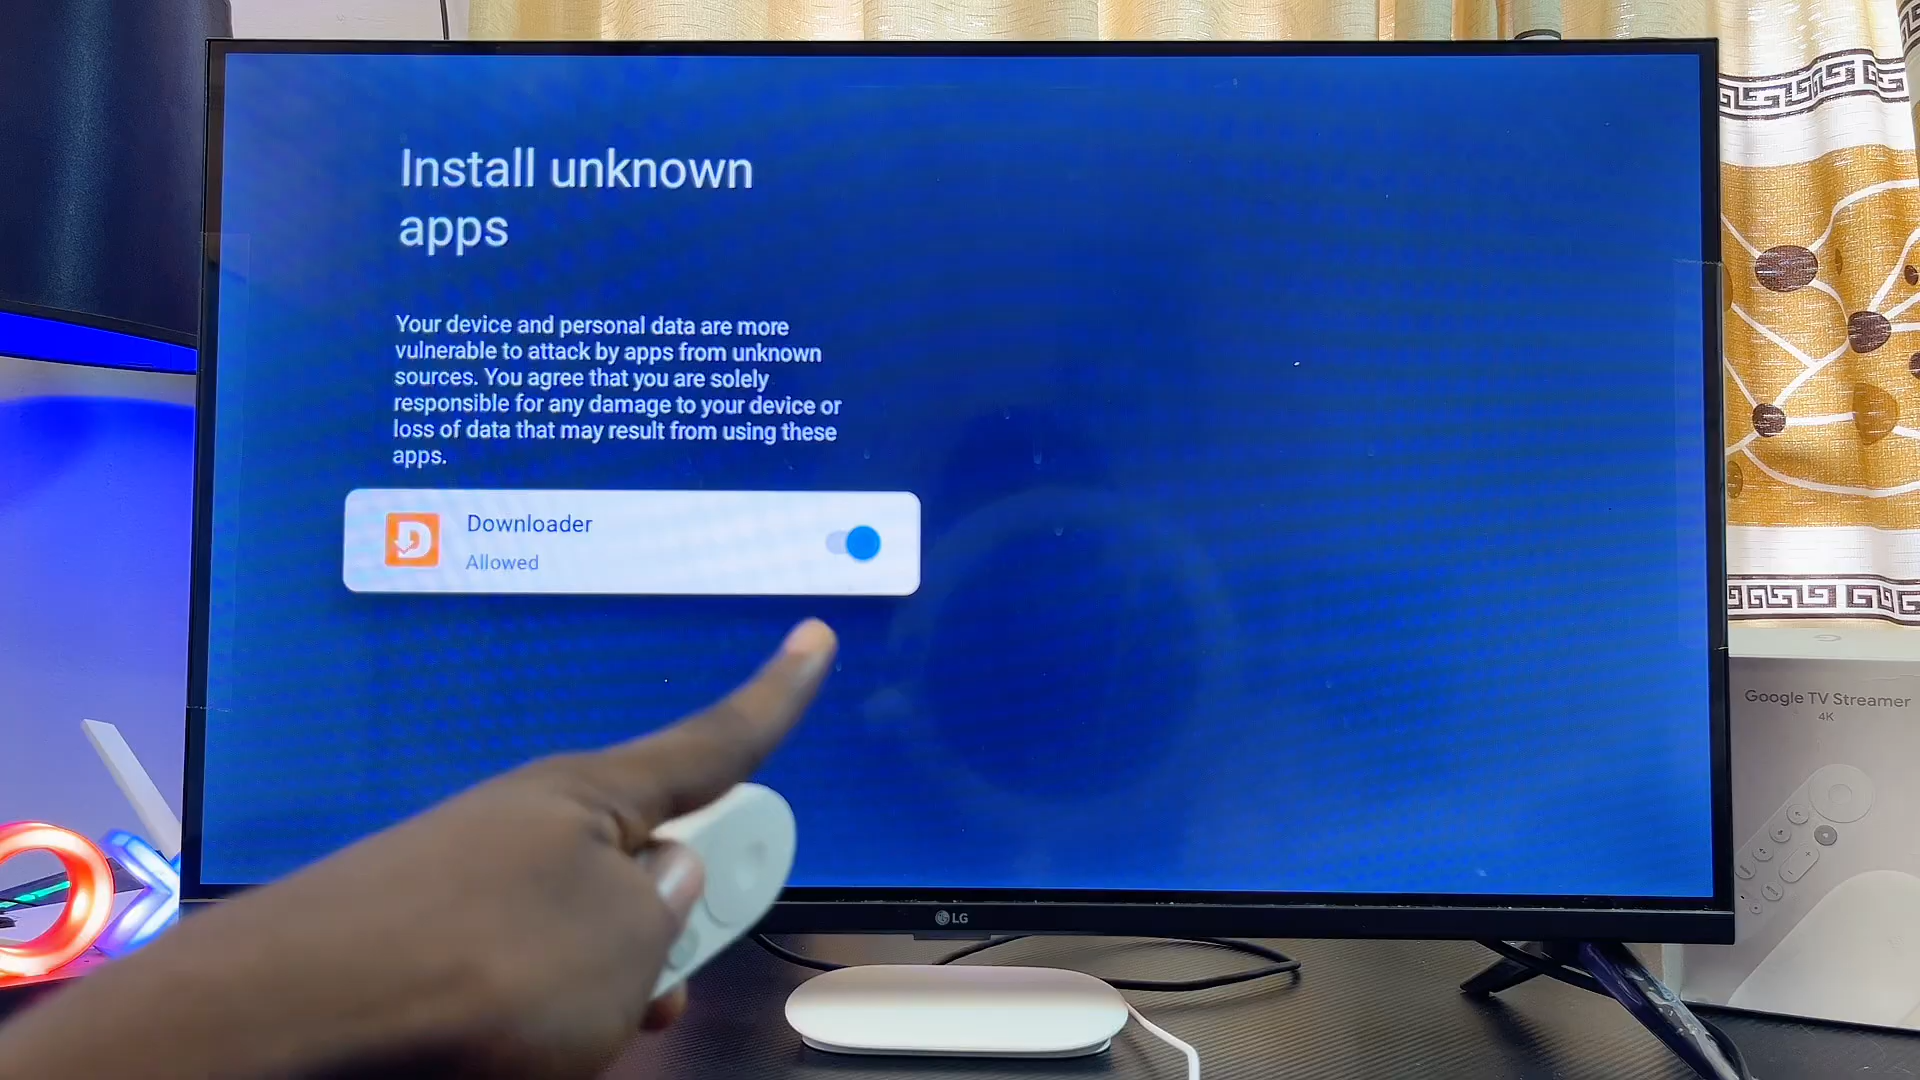 Install unknown
apps
Your device and personal data are more
vulnerable to attack by apps from unknown
sources. You agree that you are solely
responsible for any damage to your device or
loss of data that may result from using these
apps.
Downloader
Allowed
LG
Google TV Streamer
4K